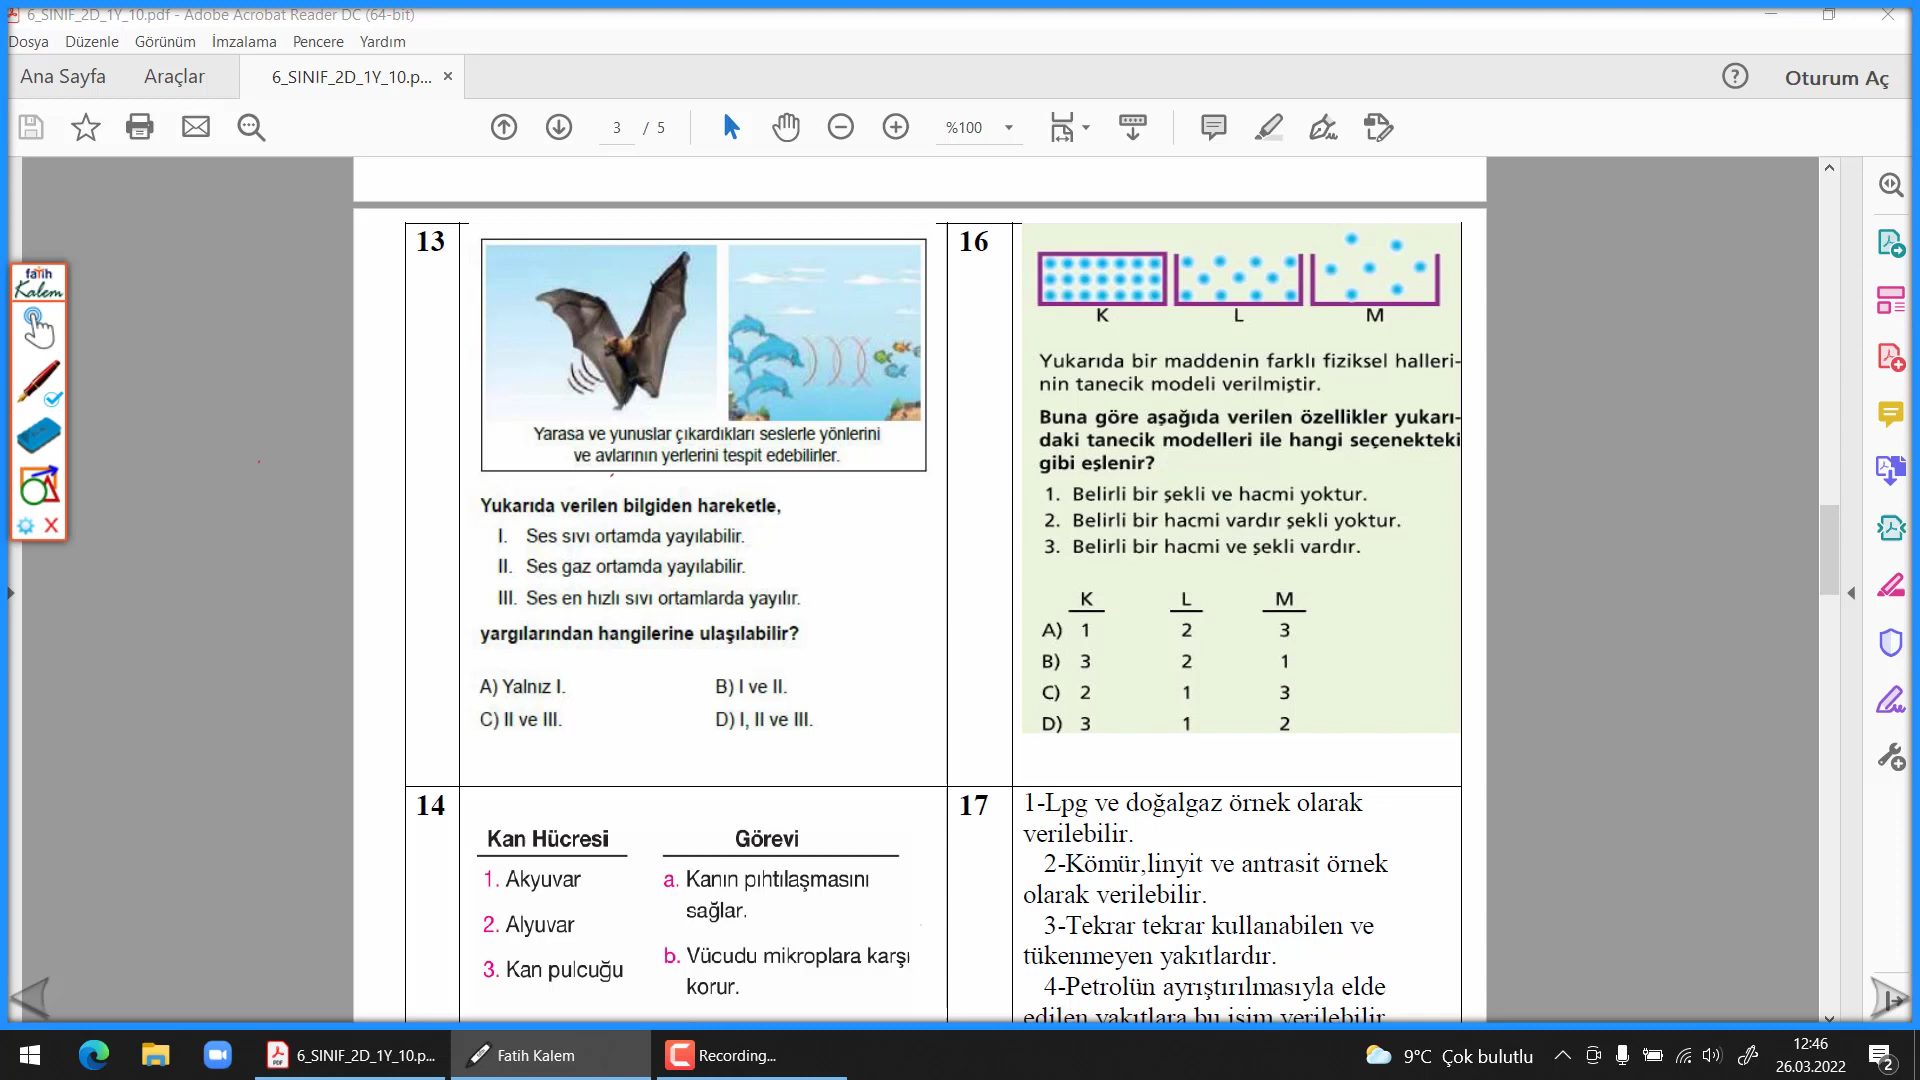 6_SINIF_2D_1Y_10.pdf - Adobe Acrobat Reader DC (64-bit)
Dosya Düzenle Görünüm İmzalama Pencere Yardım
Ana Sayfa Araçlar 6_SINIF_2D_1Y_10.p... × Oturum Aç
3 / 5 %100
fatih
Kalem
13
Yarasa ve yunuslar çıkardıkları seslerle yönlerini
ve avlarının yerlerini tespit edebilirler.
Yukarıda verilen bilgiden hareketle,
I. Ses sıvı ortamda yayılabilir.
II. Ses gaz ortamda yayılabilir.
III. Ses en hızlı sıvı ortamlarda yayılır.
yargılarından hangilerine ulaşılabilir?
A) Yalnız I. B) I ve II.
C) II ve III. D) I, II ve III.
14
Kan Hücresi Görevi
1. Akyuvar a. Kanın pıhtılaşmasını
sağlar.
2. Alyuvar
b. Vücudu mikroplara karşı
3. Kan pulcuğu
korur.
16
K L M
Yukarıda bir maddenin farklı fiziksel halleri-
nin tanecik modeli verilmiştir.
Buna göre aşağıda verilen özellikler yukarı-
daki tanecik modelleri ile hangi seçenekteki
gibi eşlenir?
1. Belirli bir şekli ve hacmi yoktur.
2. Belirli bir hacmi vardır şekli yoktur.
3. Belirli bir hacmi ve şekli vardır.
K L M
A) 1 2 3
B) 3 2 1
C) 2 1 3
D) 3 1 2
17
1-Lpg ve doğalgaz örnek olarak
verilebilir.
2-Kömür,linyit ve antrasit örnek
olarak verilebilir.
3-Tekrar tekrar kullanabilen ve
tükenmeyen yakıtlardır.
4-Petrolün ayrıştırılmasıyla elde
edilen yakıtlara bu isim verilebilir
6_SINIF_2D_1Y_10.p... Fatih Kalem Recording... 9°C Çok bulutlu 12:46
26.03.2022 2